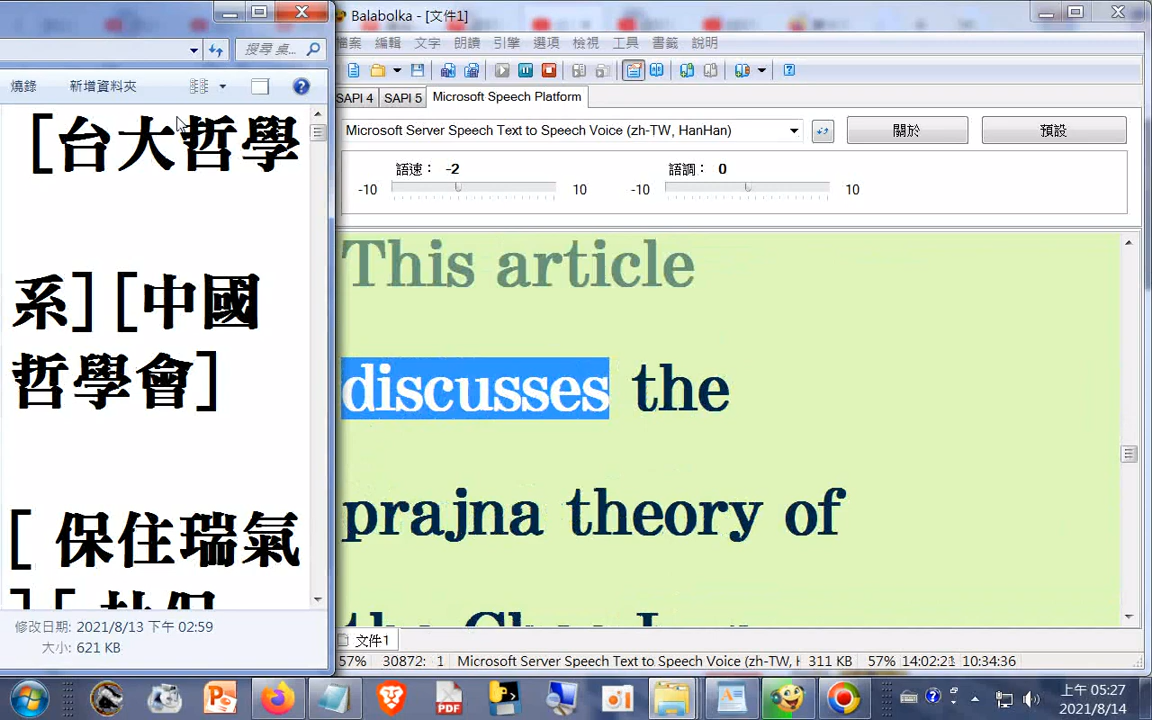 Balabolka - [文件1]
搜尋 桌...
檔案 編輯 文字 朗讀 引擎 選項 檢視 工具 書籤 說明
燒錄 新增資料夾
SAPI 4 SAPI 5 Microsoft Speech Platform
Microsoft Server Speech Text to Speech Voice (zh-TW, HanHan) 關於 預設
語速: -2 語調: 0
-10 10 -10 10
[台大哲學
系][中國
哲學會]
[ 保住瑞氣
This article
discusses the
prajna theory of
修改日期: 2021/8/13 下午 02:59
大小: 621 KB
文件1
57% 30872: 1 Microsoft Server Speech Text to Speech Voice (zh-TW, H 311 KB 57% 14:02:21 10:34:36
PDF
上午 05:27
2021/8/14